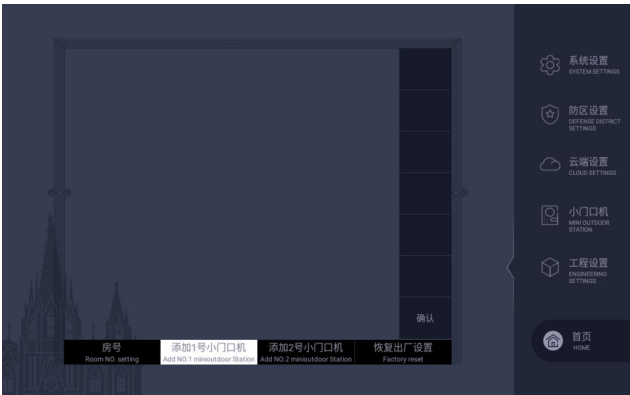 系统设置
SYSTEM SETTINGS
防区设置
DEFENSE DISTRICT
SETTINGS
云端设置
CLOUD SETTINGS
小门口机
MINI OUTDOOR
STATION
工程设置
ENGINEERING
SETTINGS
确认
房号
Room NO. setting
添加1号小门口机
Add NO.1 minioutdoor Station
添加2号小门口机
Add NO.2 minioutdoor Station
恢复出厂设置
Factory reset
首页
HOME